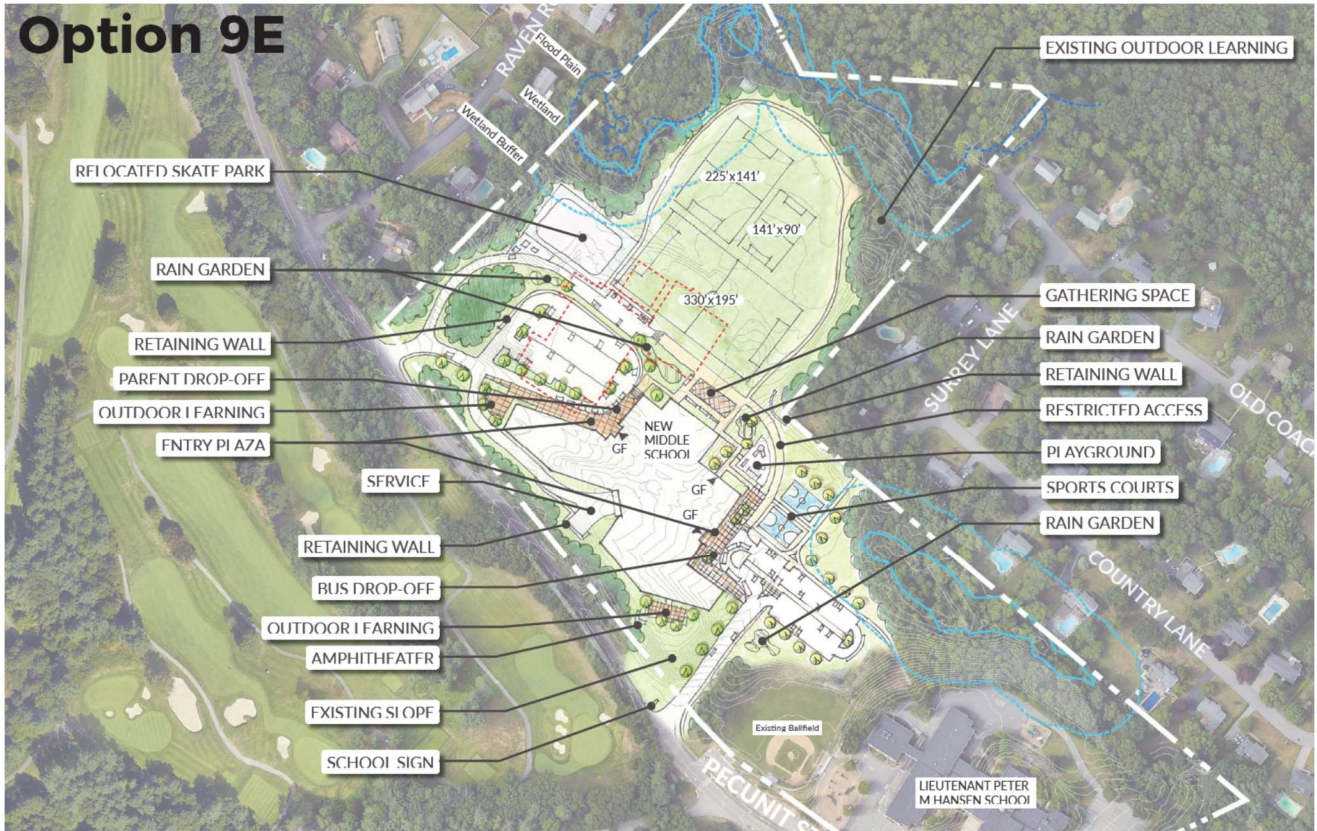 Option 9E
RAVEN R
Flood Plain
Wetland
Wetland Buffer
EXISTING OUTDOOR LEARNING
RELOCATED SKATE PARK
225'x141'
141'x90'
330'x195'
RAIN GARDEN
RETAINING WALL
PARENT DROP-OFF
OUTDOOR LEARNING
ENTRY PLAZA
SERVICE
RETAINING WALL
BUS DROP-OFF
OUTDOOR LEARNING
AMPHITHEATER
EXISTING SLOPE
SCHOOL SIGN
NEW
MIDDLE
SCHOOL
GF
GF
GF
GATHERING SPACE
RAIN GARDEN
RETAINING WALL
RESTRICTED ACCESS
PLAYGROUND
SPORTS COURTS
RAIN GARDEN
SURREY LANE
OLD COACH
COUNTRY LANE
Existing Ballfield
PECUNIT S
LIEUTENANT PETER
M HANSEN SCHOOL